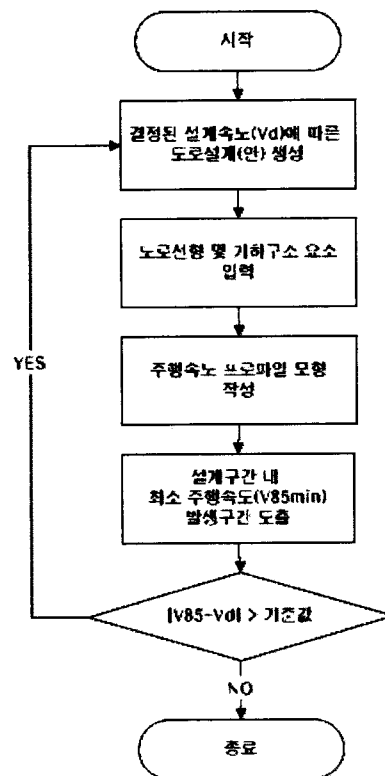 시작
결정된 설계속도(Vd)에 따른
도로설계(안) 생성
도로선형 및 기하구조 요소
입력
YES
주행속도 프로파일 모형
작성
설계구간 내
최소 주행속도(V85min)
발생구간 도출
|V85-Vd| > 기준값
NO
종료